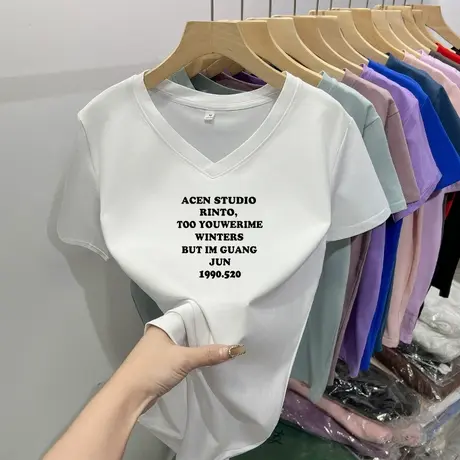 ACEN STUDIO
RINTO,
TOO YOUWERIME
WINTERS
BUT IM GUANG
JUN
1990.520